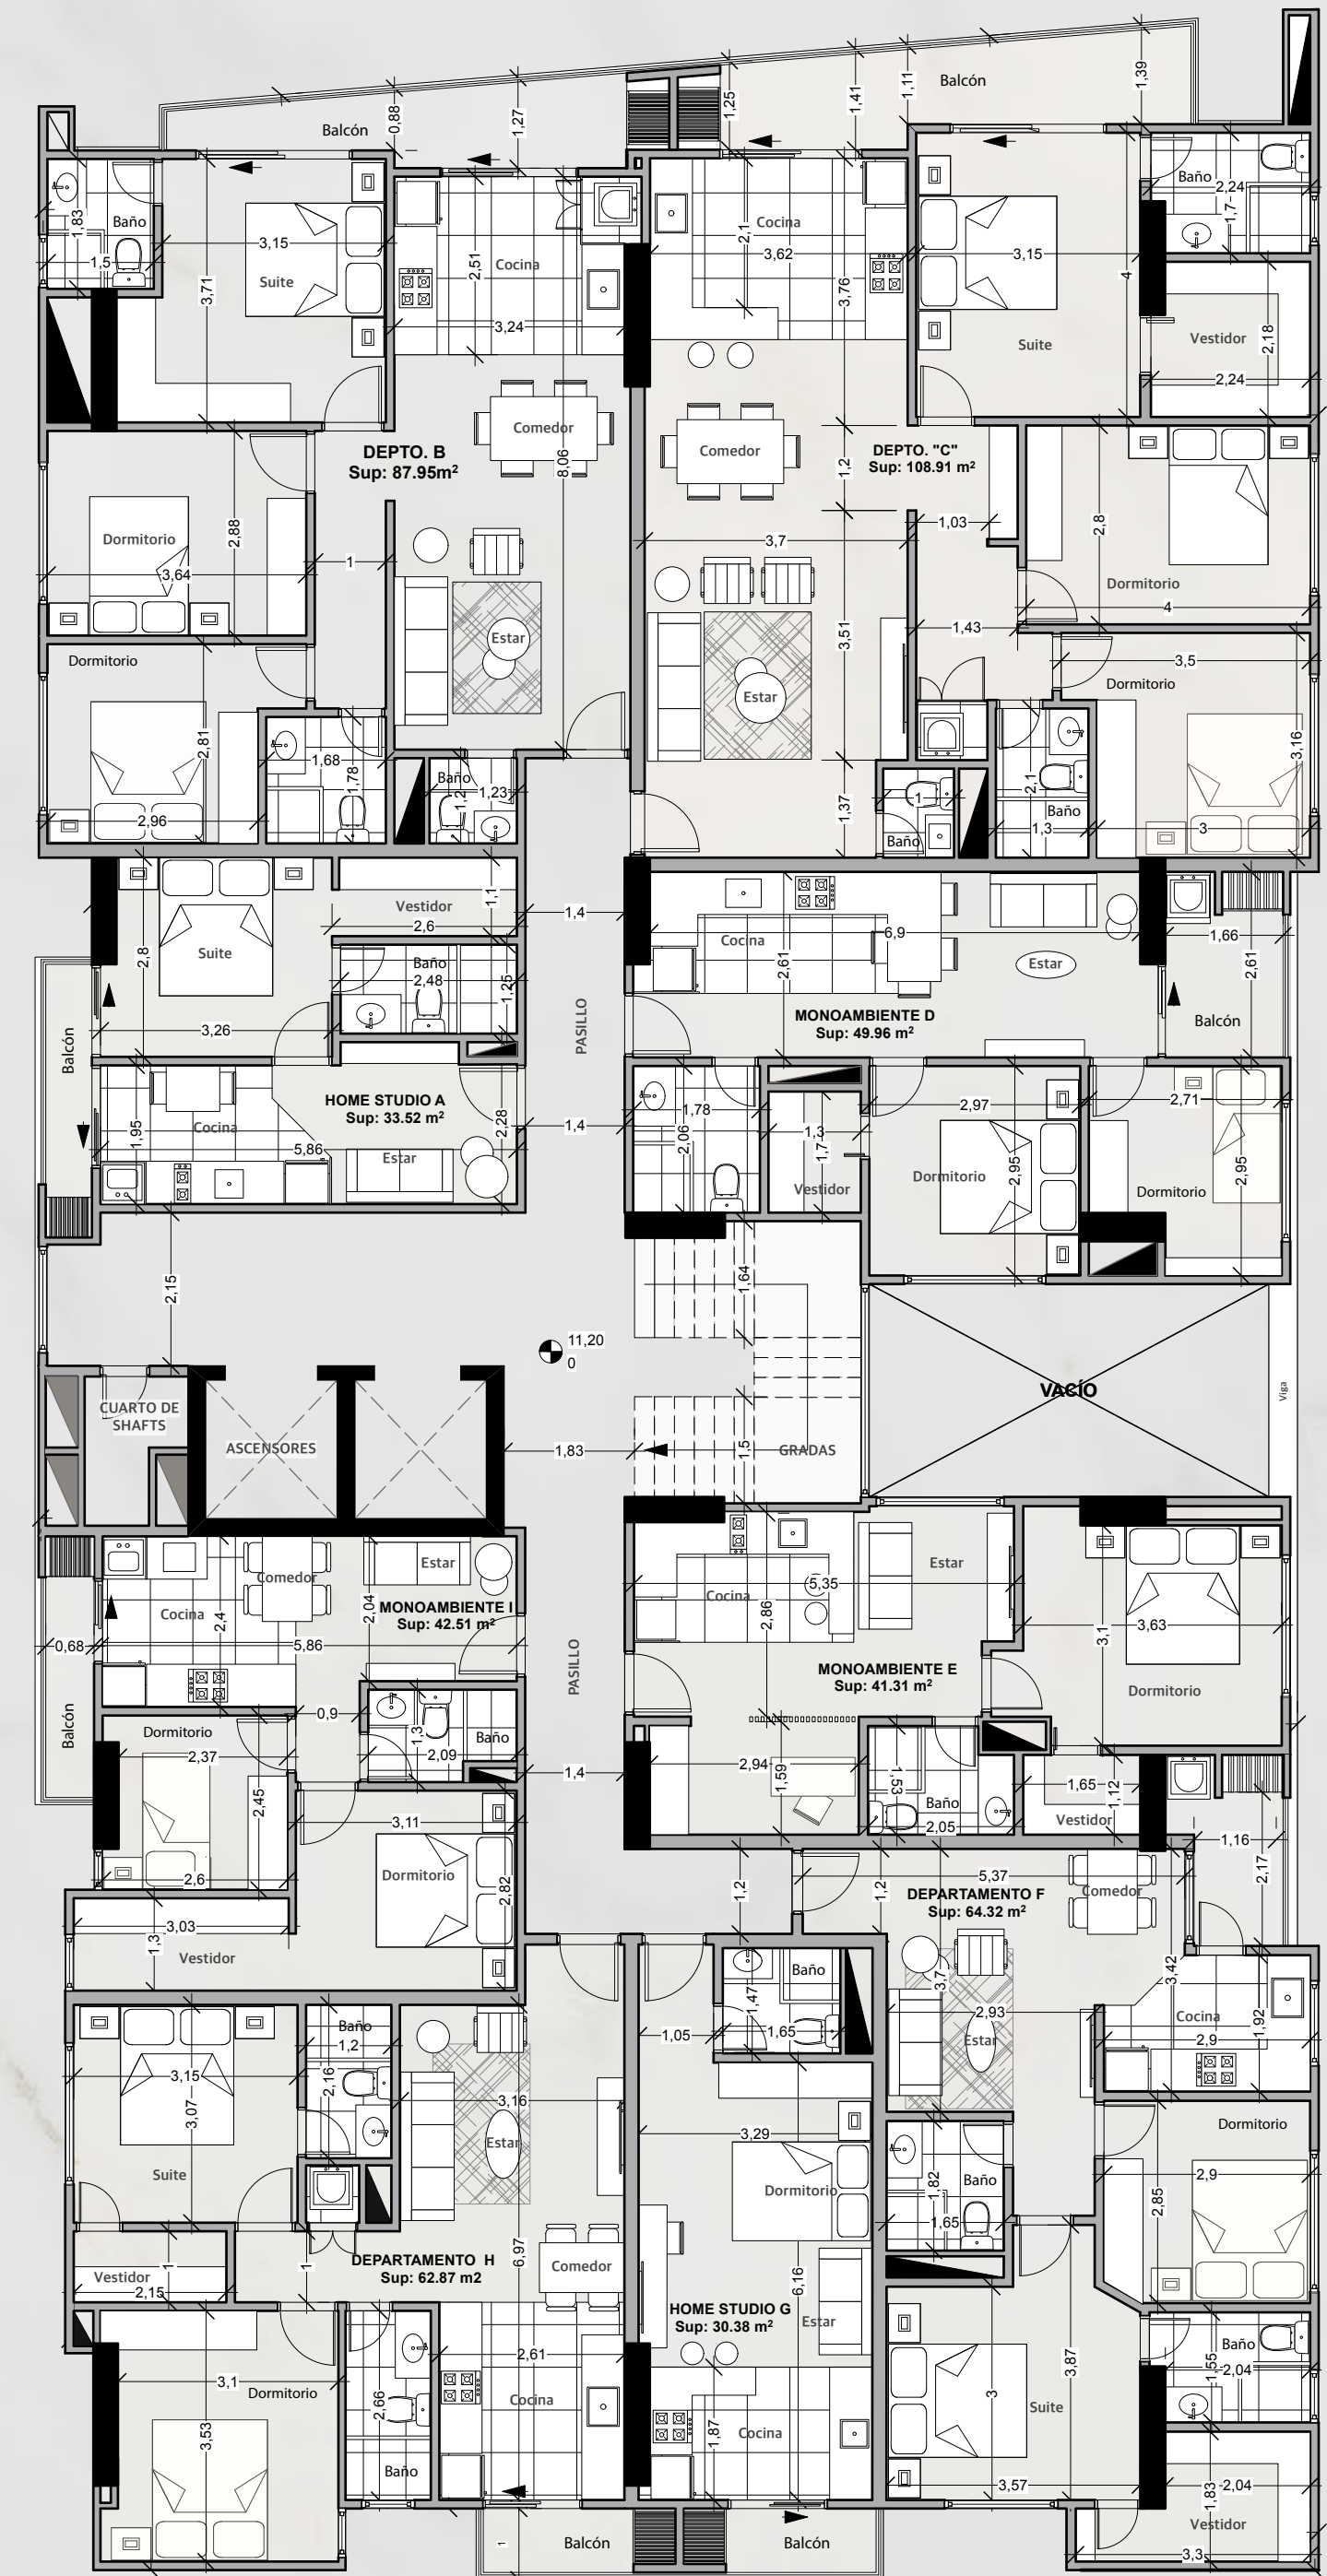 Balcón
1,39
1,11
1,41
1,25
Balcón
0,88
1,27
Baño
1,83
1,5
3,15
Suite
3,71
2,51
Cocina
3,24
Cocina
2,1
3,62
3,76
3,15
4
Suite
Baño
2,24
1,7
Vestidor
2,18
2,24
DEPTO. B
Sup: 87.95m²
Comedor
8,06
Comedor
1,2
DEPTO. "C"
Sup: 108.91 m²
1,03
3,7
2,8
Dormitorio
4
Dormitorio
2,88
3,64
1
Estar
Estar
3,51
1,43
3,5
Dormitorio
3,16
Dormitorio
2,81
2,96
1,68
1,78
Baño
1,2
1,23
1,37
1
Baño
2,1
Baño
1,3
3
Suite
2,8
3,26
Vestidor
2,6
1,1
Baño
2,48
1,25
1,4
PASILLO
Cocina
6,9
2,61
Estar
MONOAMBIENTE D
Sup: 49.96 m²
1,66
2,61
Balcón
Balcón
HOME STUDIO A
Sup: 33.52 m²
1,95
Cocina
5,86
Estar
2,28
1,4
1,78
2,06
1,3
1,7
Vestidor
2,97
Dormitorio
2,95
2,71
Dormitorio
2,95
2,15
1,64
11,20
0
CUARTO DE
SHAFTS
ASCENSORES
1,83
1,5
GRADAS
VACÍO
Viga
Comedor
Estar
Cocina
2,4
2,04
MONOAMBIENTE I
Sup: 42.51 m²
0,68
5,86
Balcón
PASILLO
Estar
Cocina
5,35
2,86
MONOAMBIENTE E
Sup: 41.31 m²
3,1
3,63
Dormitorio
Dormitorio
2,37
0,9
1,3
2,09
Baño
1,4
2,94
1,59
1,53
Baño
2,05
1,65
1,12
Vestidor
1,16
2,17
2,45
2,6
3,11
Dormitorio
2,82
3,03
1,3
Vestidor
1,2
1,2
5,37
DEPARTAMENTO F
Sup: 64.32 m²
Comedor
3,42
Baño
1,47
1,65
1,05
3,7
2,93
Estar
Cocina
1,92
2,9
Baño
1,2
2,16
3,15
3,07
Suite
3,16
Estar
3,29
Dormitorio
Dormitorio
2,9
2,85
Baño
1,82
1,65
DEPARTAMENTO H
Sup: 62.87 m2
6,97
Comedor
1
1
Vestidor
2,15
HOME STUDIO G
Sup: 30.38 m²
6,16
Estar
3,1
Dormitorio
3,53
2,66
Baño
2,61
Cocina
1,87
Cocina
3
3,87
Suite
3,57
Baño
1,55
2,04
2,04
1,83
Vestidor
3,3
1
Balcón
Balcón